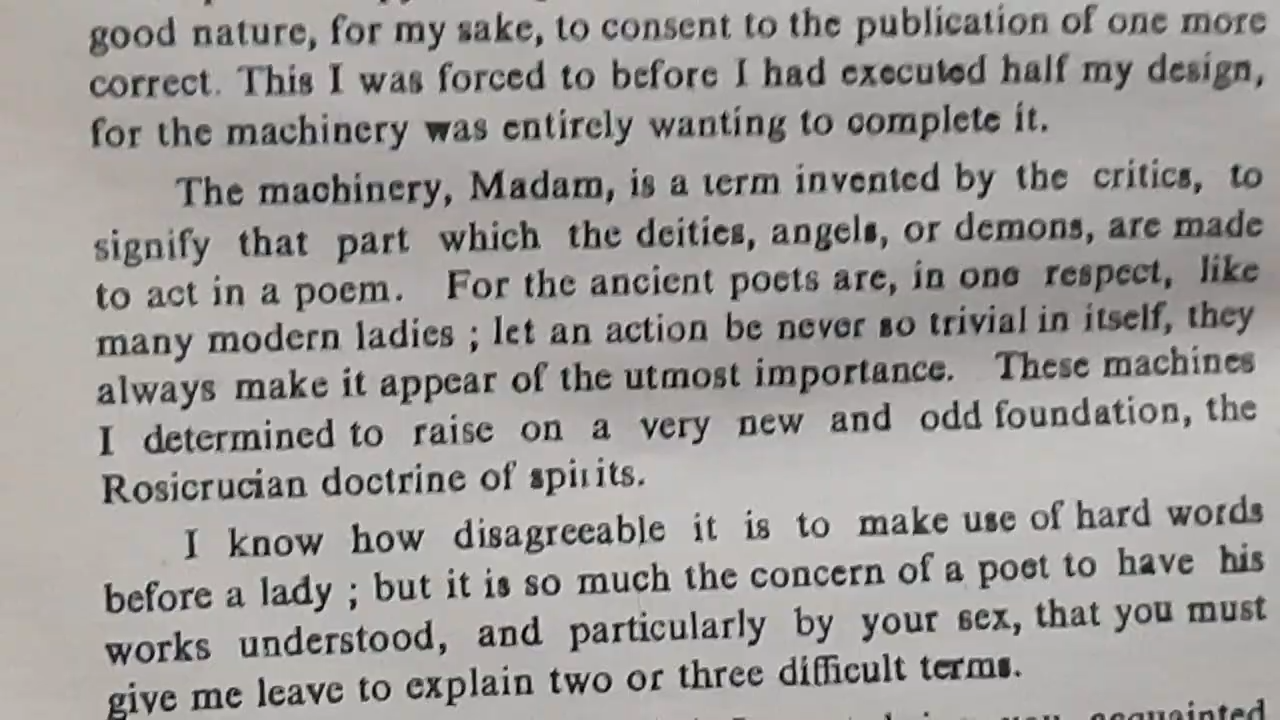 good nature, for my sake, to consent to the publication of one more
correct. This I was forced to before I had executed half my design,
for the machinery was entirely wanting to complete it.
The machinery, Madam, is a term invented by the critics, to
signify that part which the deities, angels, or demons, are made
to act in a poem. For the ancient poets are, in one respect, like
many modern ladies ; let an action be never so trivial in itself, they
always make it appear of the utmost importance. These machines
I determined to raise on a very new and odd foundation, the
Rosicrucian doctrine of spirits.
I know how disagreeable it is to make use of hard words
before a lady ; but it is so much the concern of a poet to have his
works understood, and particularly by your sex, that you must
give me leave to explain two or three difficult terms.
acquainted